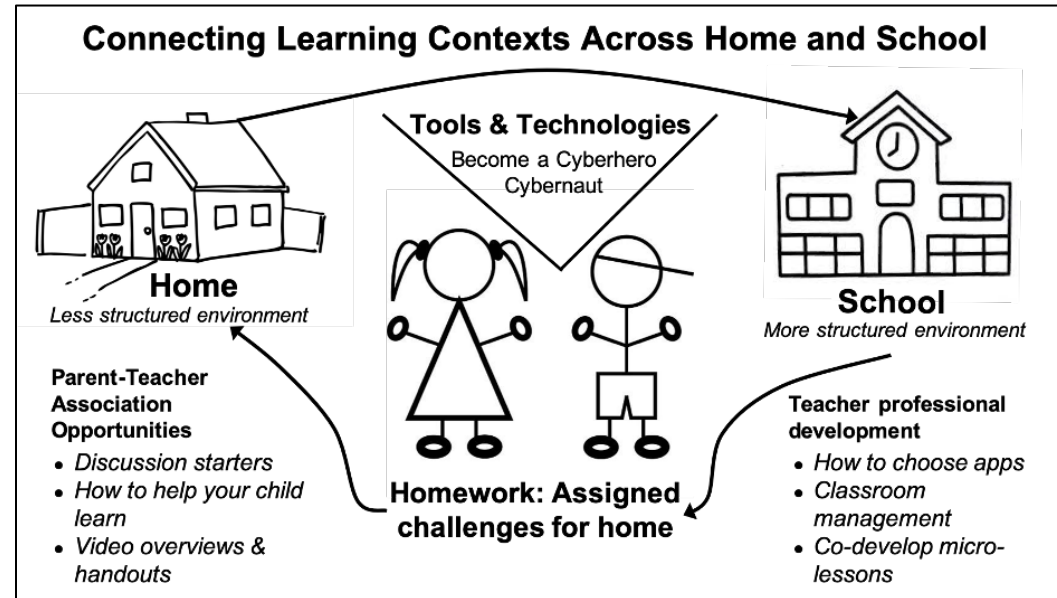 Connecting Learning Contexts Across Home and School
Tools & Technologies
Become a Cyberhero
Cybernaut
Home
Less structured environment
School
More structured environment
Parent-Teacher
Association
Opportunities
• Discussion starters
• How to help your child
learn
• Video overviews &
handouts
Homework: Assigned
challenges for home
Teacher professional
development
• How to choose apps
• Classroom
management
• Co-develop micro-
lessons